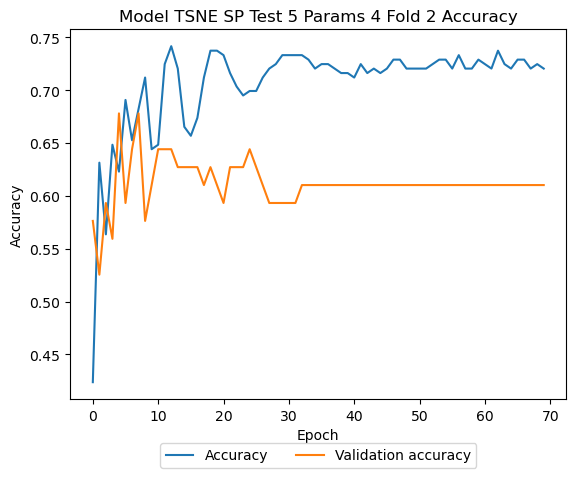 Model TSNE SP Test 5 Params 4 Fold 2 Accuracy
0.75
0.70
0.65
0.60
0.55
0.50
0.45
Accuracy
0 10 20 30 40 50 60 70
Epoch
Accuracy Validation accuracy